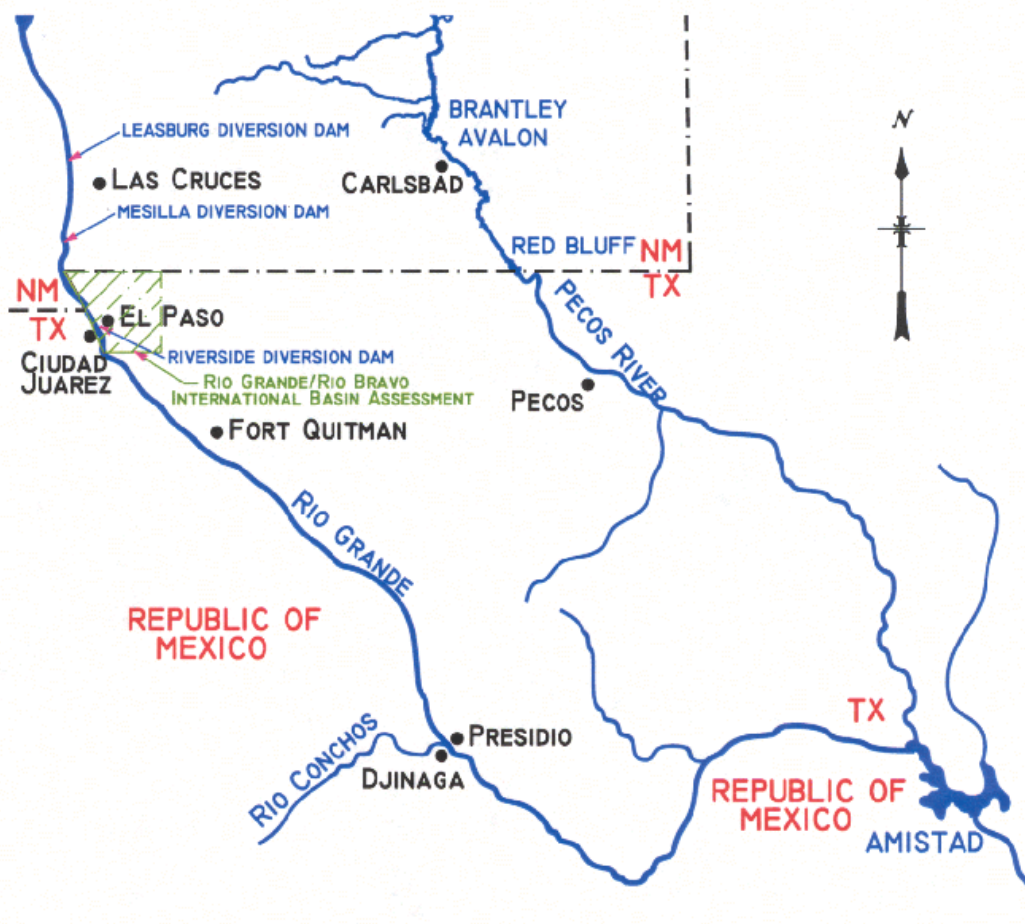 N
BRANTLEY
AVALON
LEASBURG DIVERSION DAM
LAS CRUCES
CARLSBAD
MESILLA DIVERSION DAM
RED BLUFF
NM
TX
NM
TX
EL PASO
CIUDAD
JUAREZ
RIVERSIDE DIVERSION DAM
RIO GRANDE/RIO BRAVO
INTERNATIONAL BASIN ASSESSMENT
PECOS RIVER
PECOS
FORT QUITMAN
RIO GRANDE
REPUBLIC OF
MEXICO
TX
RIO CONCHOS
PRESIDIO
DJINAGA
REPUBLIC OF
MEXICO
AMISTAD